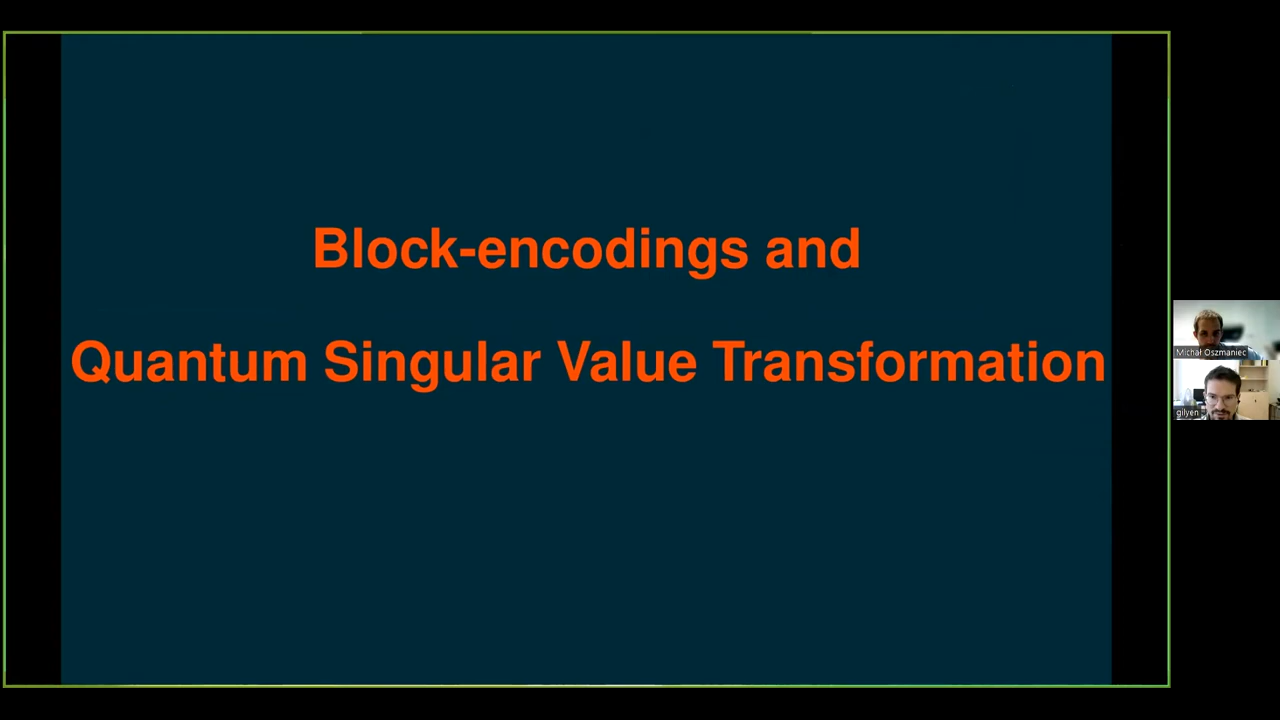 Block-encodings and
Quantum Singular Value Transformation
Michał Oszmaniec
gilyen